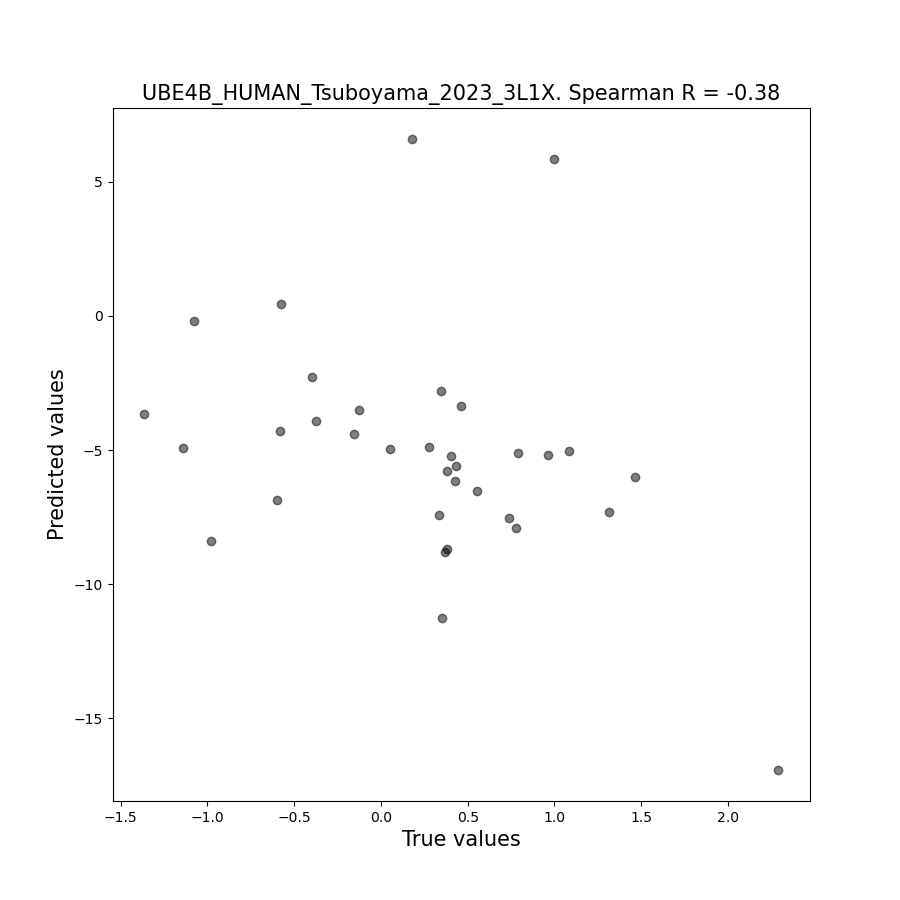 UBE4B_HUMAN_Tsuboyama_2023_3L1X. Spearman R = -0.38
5
0
−5
−10
−15
Predicted values
−1.5 −1.0 −0.5 0.0 0.5 1.0 1.5 2.0
True values